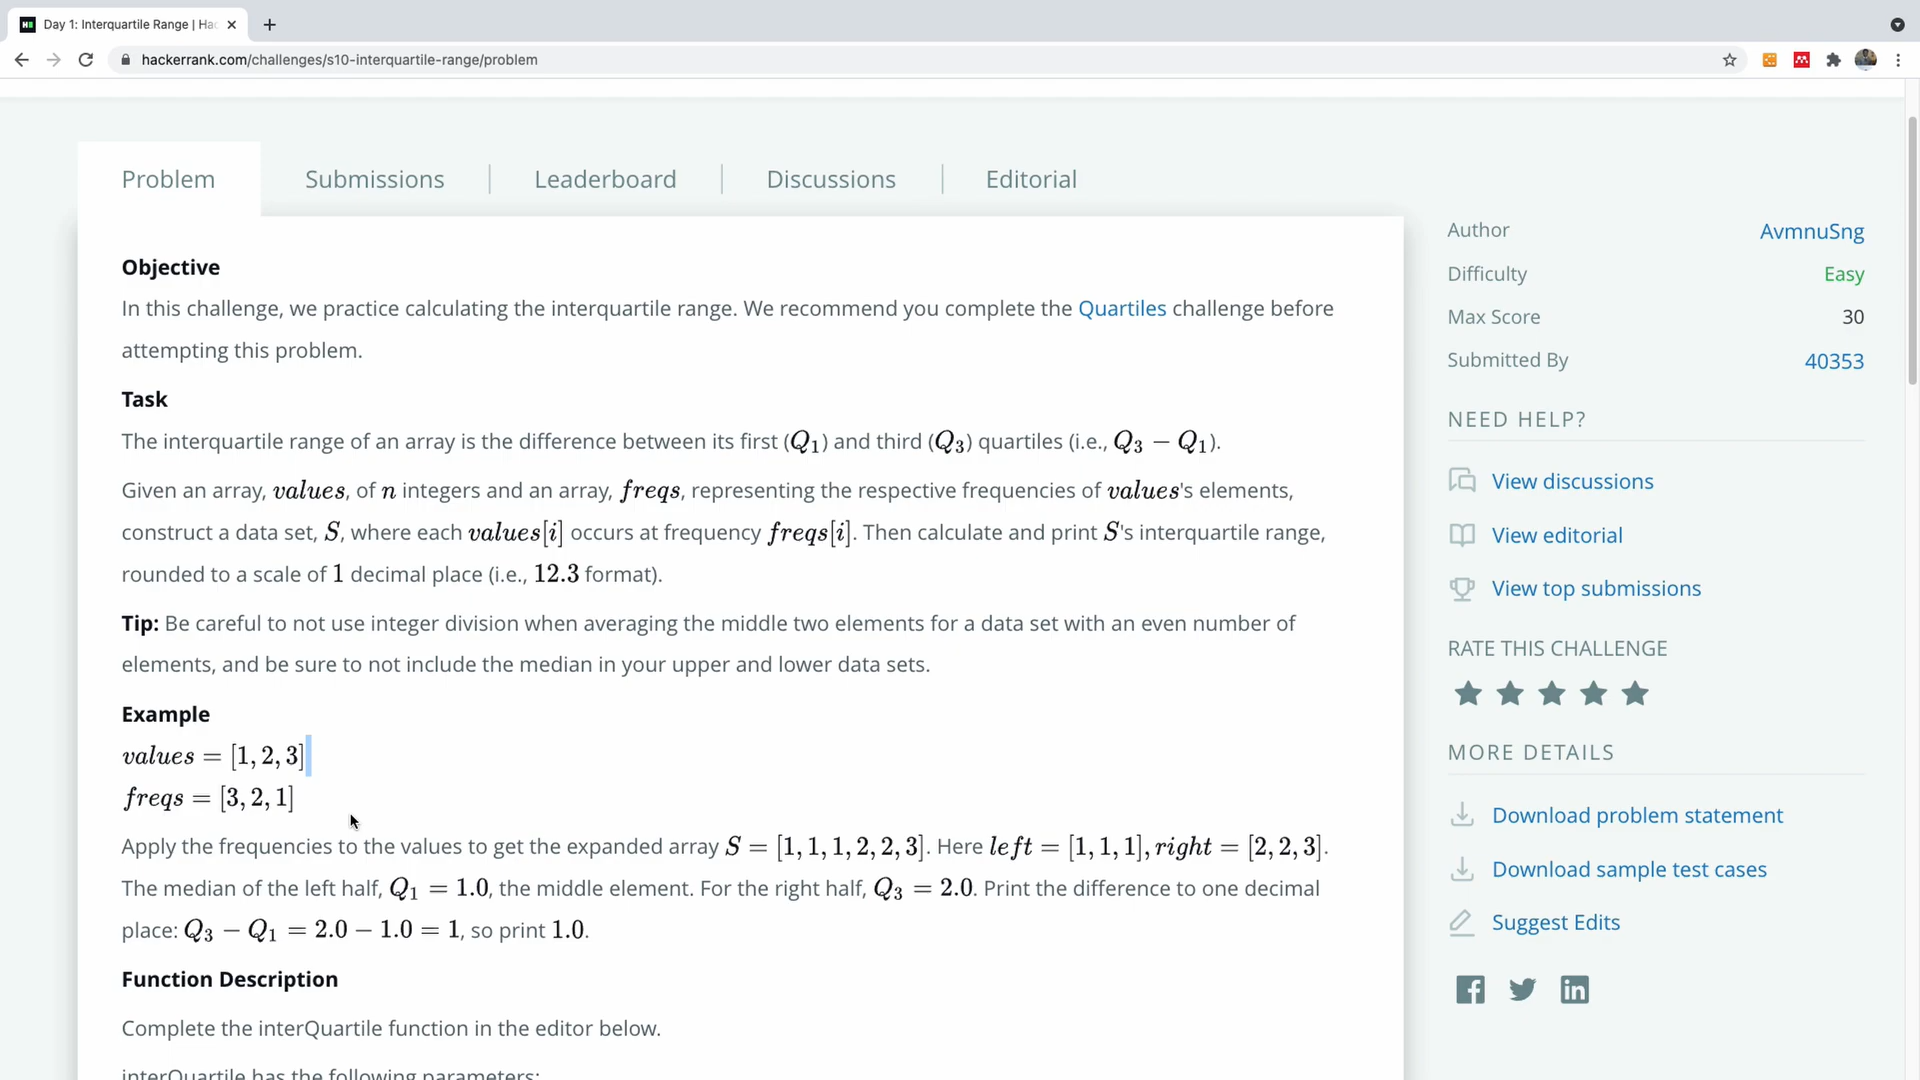 Day 1: Interquartile Range | Hac
hackerrank.com/challenges/s10-interquartile-range/problem
Problem
Submissions
Leaderboard
Discussions
Editorial
Objective
In this challenge, we practice calculating the interquartile range. We recommend you complete the Quartiles challenge before
attempting this problem.
Task
The interquartile range of an array is the difference between its first (Q₁) and third (Q₃) quartiles (i.e., Q₃ − Q₁).
Given an array, values, of n integers and an array, freqs, representing the respective frequencies of values's elements,
construct a data set, S, where each values[i] occurs at frequency freqs[i]. Then calculate and print S's interquartile range,
rounded to a scale of 1 decimal place (i.e., 12.3 format).
Tip: Be careful to not use integer division when averaging the middle two elements for a data set with an even number of
elements, and be sure to not include the median in your upper and lower data sets.
Example
values = [1, 2, 3]
freqs = [3, 2, 1]
Apply the frequencies to the values to get the expanded array S = [1, 1, 1, 2, 2, 3]. Here left = [1, 1, 1], right = [2, 2, 3].
The median of the left half, Q₁ = 1.0, the middle element. For the right half, Q₃ = 2.0. Print the difference to one decimal
place: Q₃ − Q₁ = 2.0 − 1.0 = 1, so print 1.0.
Function Description
Complete the interQuartile function in the editor below.
interQuartile has the following parameters:
Author AvmnuSng
Difficulty Easy
Max Score 30
Submitted By 40353
NEED HELP?
View discussions
View editorial
View top submissions
RATE THIS CHALLENGE
MORE DETAILS
Download problem statement
Download sample test cases
Suggest Edits